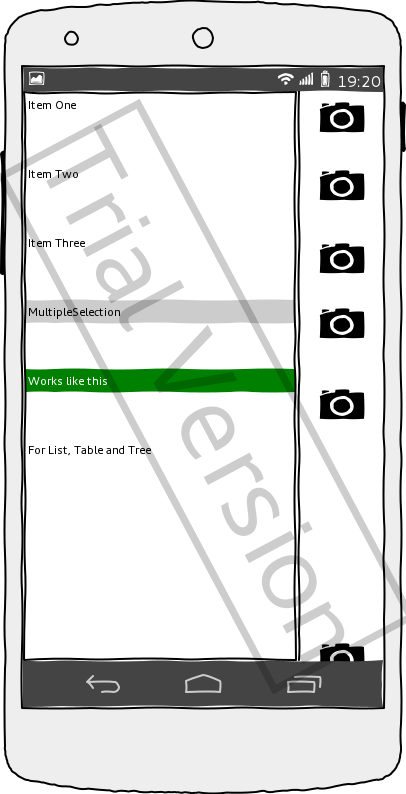 19:20
Item One
Item Two
Item Three
MultipleSelection
Works like this
For List, Table and Tree
Trial Version